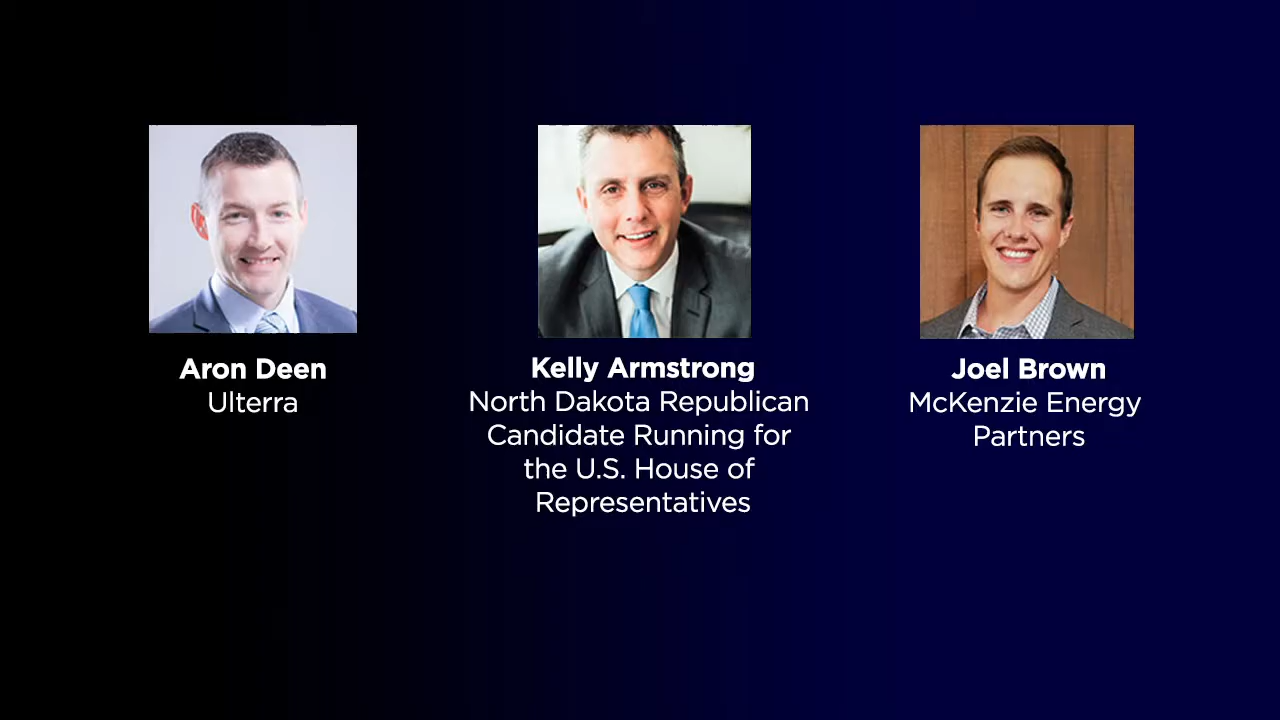 Aron Deen
Ulterra
Kelly Armstrong
North Dakota Republican
Candidate Running for
the U.S. House of
Representatives
Joel Brown
McKenzie Energy
Partners